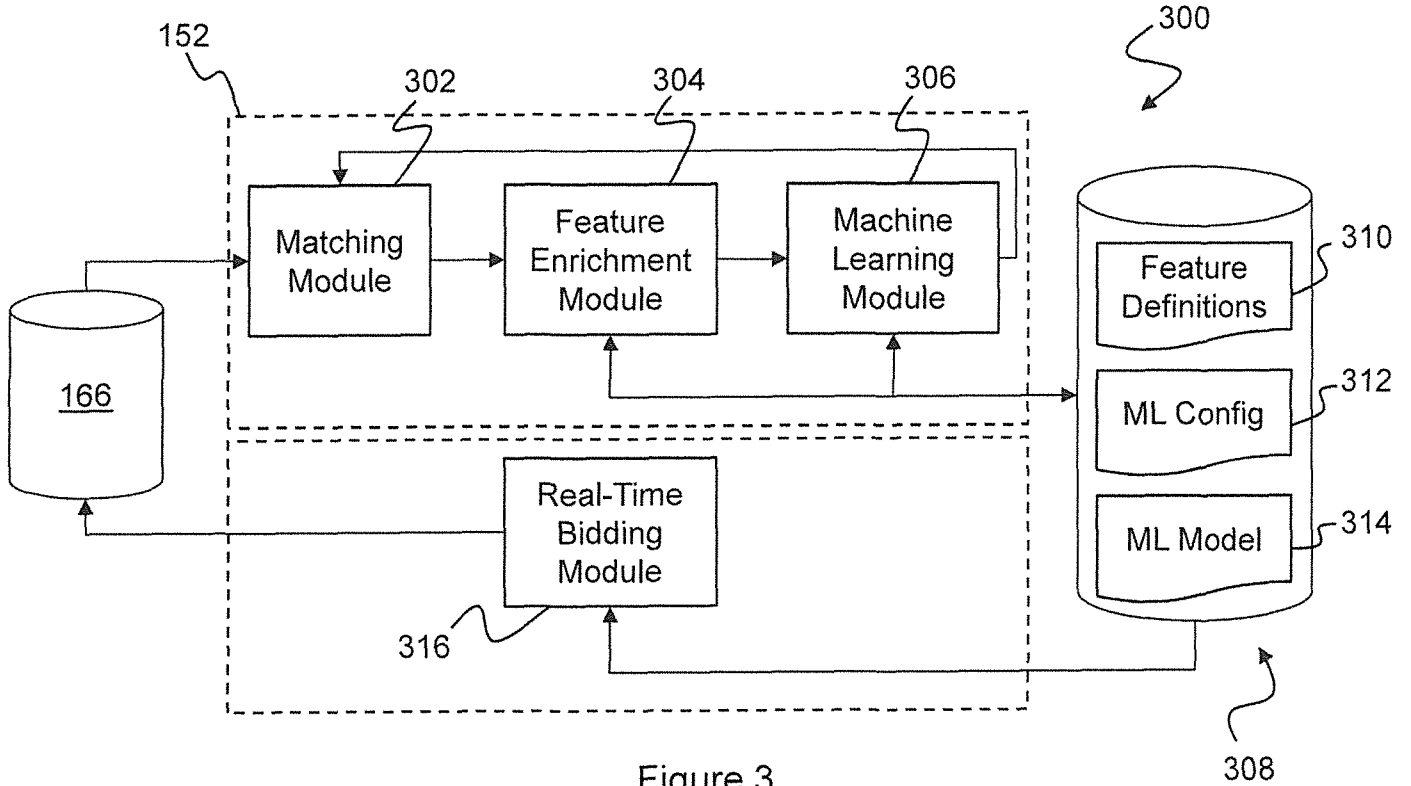 300
152
302
304
306
Matching
Module
Feature
Enrichment
Module
Machine
Learning
Module
310
Feature
Definitions
166
312
ML Config
314
ML Model
Real-Time
Bidding
Module
316
308
Figure 3